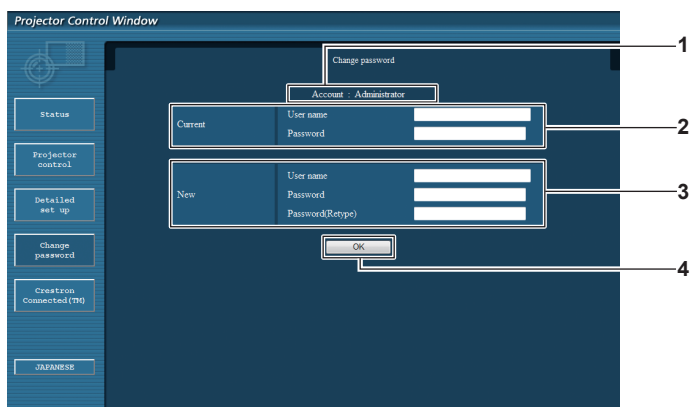 Projector Control Window
1
Change password
Account : Administrator
Status
Current
User name
Password
2
Projector
control
New
User name
Password
Password(Retype)
3
Detailed
set up
Change
password
OK
4
Crestron
Connected(TM)
JAPANESE